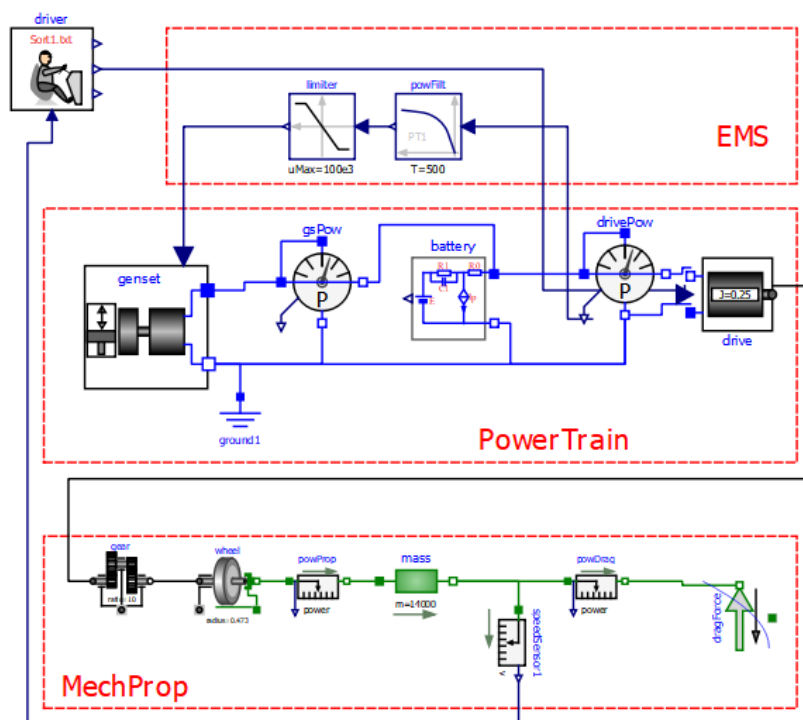 driver
Sort1.txt
limiter
powFilt
PT1
uMax=100e3
T=500
EMS
gsPow
drivePow
battery
genset
R1
R0
C1
E
P
P
J=0.25
drive
ground1
PowerTrain
gear
wheel
powProp
mass
powDrag
ratio: 10
power
m=14000
power
radius: 0.473
speedSensor1
v
dragForce
MechProp